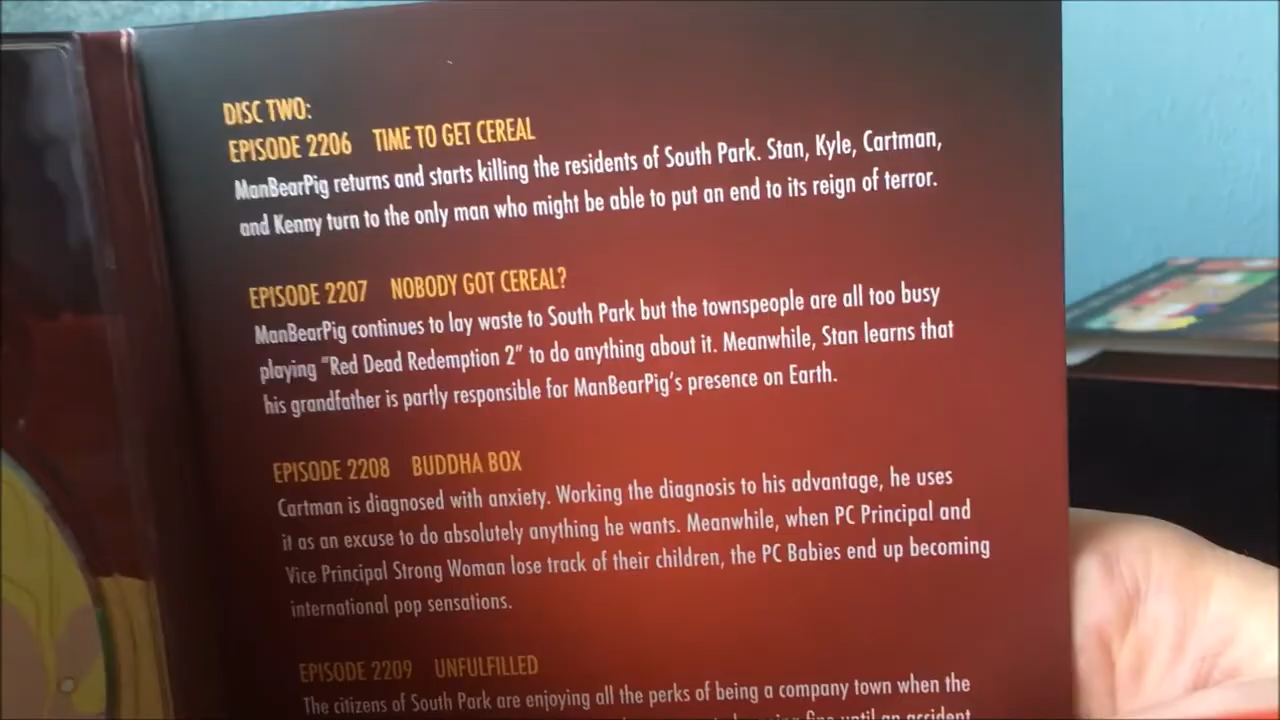 DISC TWO:
EPISODE 2206 TIME TO GET CEREAL
ManBearPig returns and starts killing the residents of South Park. Stan, Kyle, Cartman,
and Kenny turn to the only man who might be able to put an end to its reign of terror.
EPISODE 2207 NOBODY GOT CEREAL?
ManBearPig continues to lay waste to South Park but the townspeople are all too busy
playing "Red Dead Redemption 2" to do anything about it. Meanwhile, Stan learns that
his grandfather is partly responsible for ManBearPig's presence on Earth.
EPISODE 2208 BUDDHA BOX
Cartman is diagnosed with anxiety. Working the diagnosis to his advantage, he uses
it as an excuse to do absolutely anything he wants. Meanwhile, when PC Principal and
Vice Principal Strong Woman lose track of their children, the PC Babies end up becoming
international pop sensations.
EPISODE 2209 UNFULFILLED
The citizens of South Park are enjoying all the perks of being a company town when the
fine until an accident